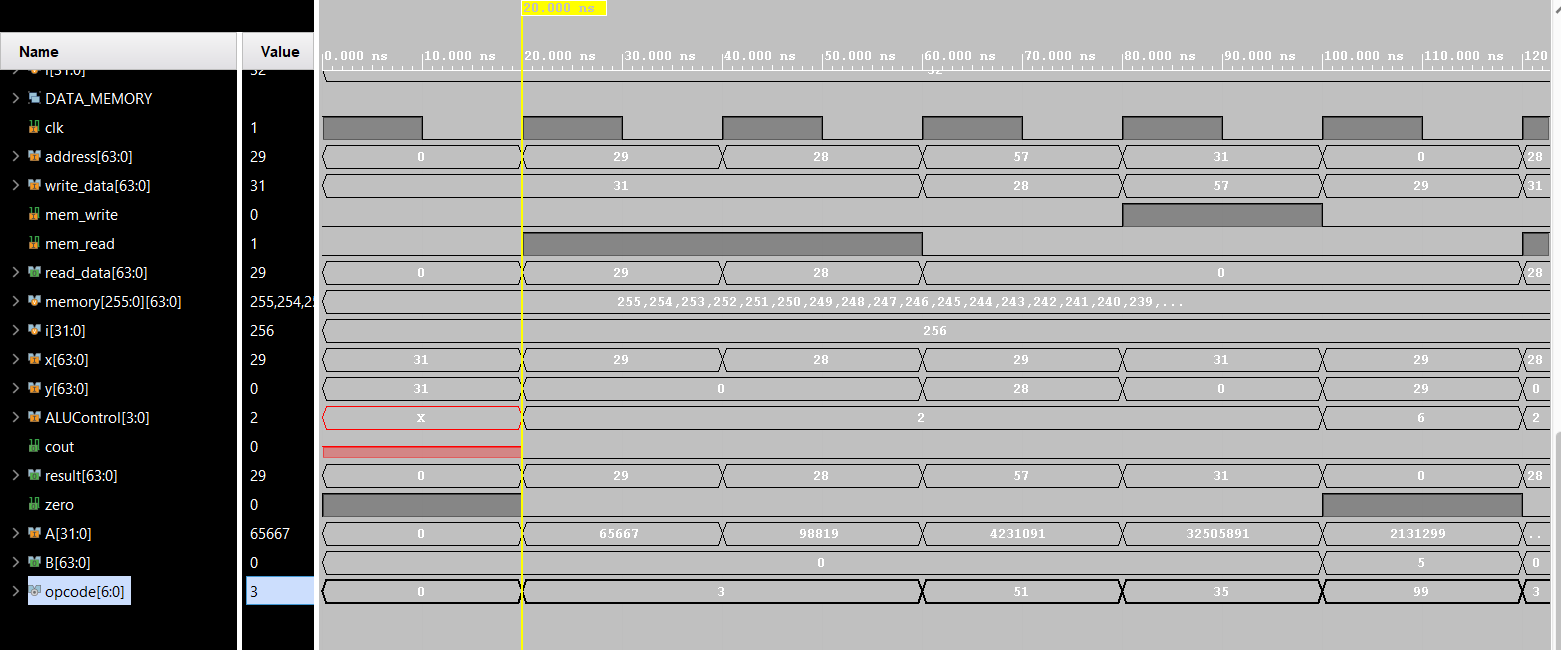 20.000 ns
Name Value 0.000 ns 10.000 ns 20.000 ns 30.000 ns 40.000 ns 50.000 ns 60.000 ns 70.000 ns 80.000 ns 90.000 ns 100.000 ns 110.000 ns 120
i[31:0] 32 32
DATA_MEMORY
clk 1
address[63:0] 29 0 29 28 57 31 0 28
write_data[63:0] 31 31 28 57 29 31
mem_write 0
mem_read 1
read_data[63:0] 29 0 29 28 0 28
memory[255:0][63:0] 255,254,25 255,254,253,252,251,250,249,248,247,246,245,244,243,242,241,240,239,...
i[31:0] 256 256
x[63:0] 29 31 29 28 29 31 29 28
y[63:0] 0 31 0 28 0 29 0
ALUControl[3:0] 2 X 2 6 2
cout 0
result[63:0] 29 0 29 28 57 31 0 28
zero 0
A[31:0] 65667 0 65667 98819 4231091 32505891 2131299 ..
B[63:0] 0 0 5 0
opcode[6:0] 3 0 3 51 35 99 3